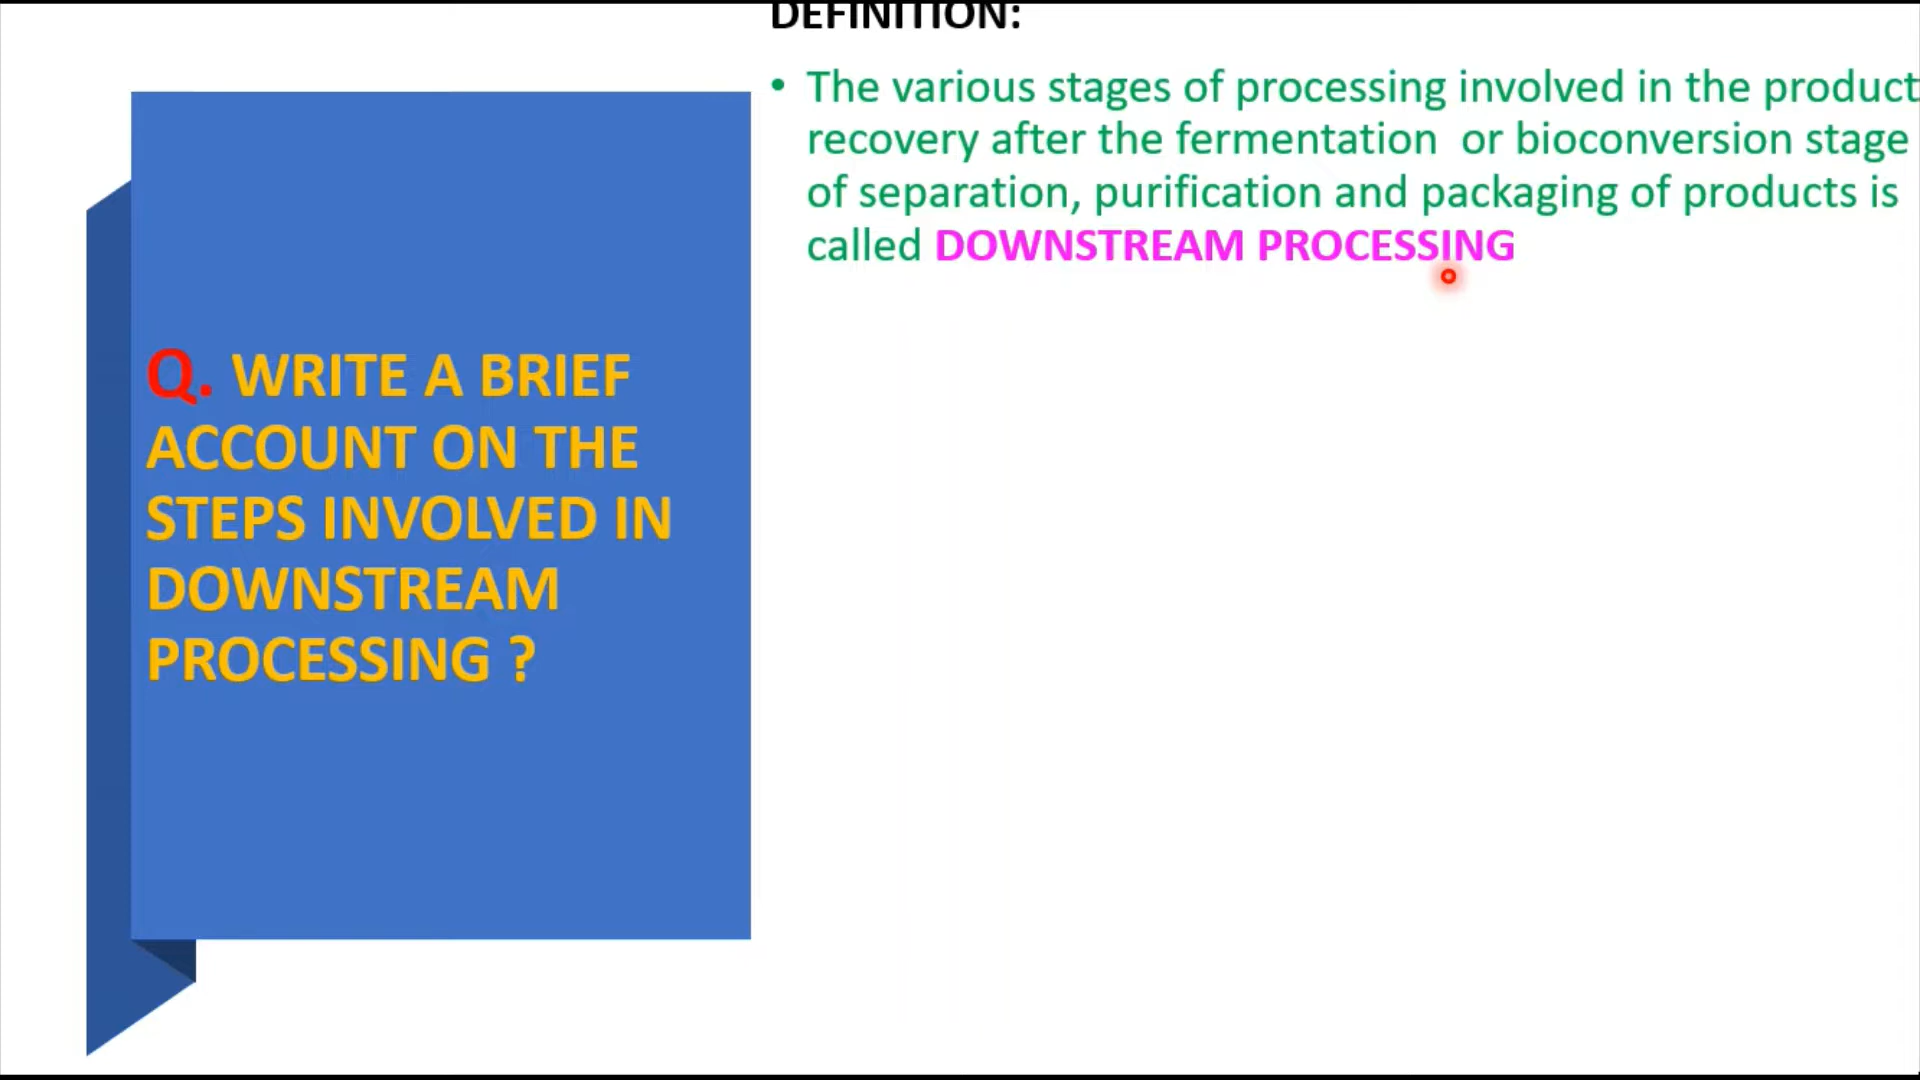 DEFINITION:
• The various stages of processing involved in the product
recovery after the fermentation or bioconversion stage
of separation, purification and packaging of products is
called DOWNSTREAM PROCESSING
Q. WRITE A BRIEF
ACCOUNT ON THE
STEPS INVOLVED IN
DOWNSTREAM
PROCESSING ?